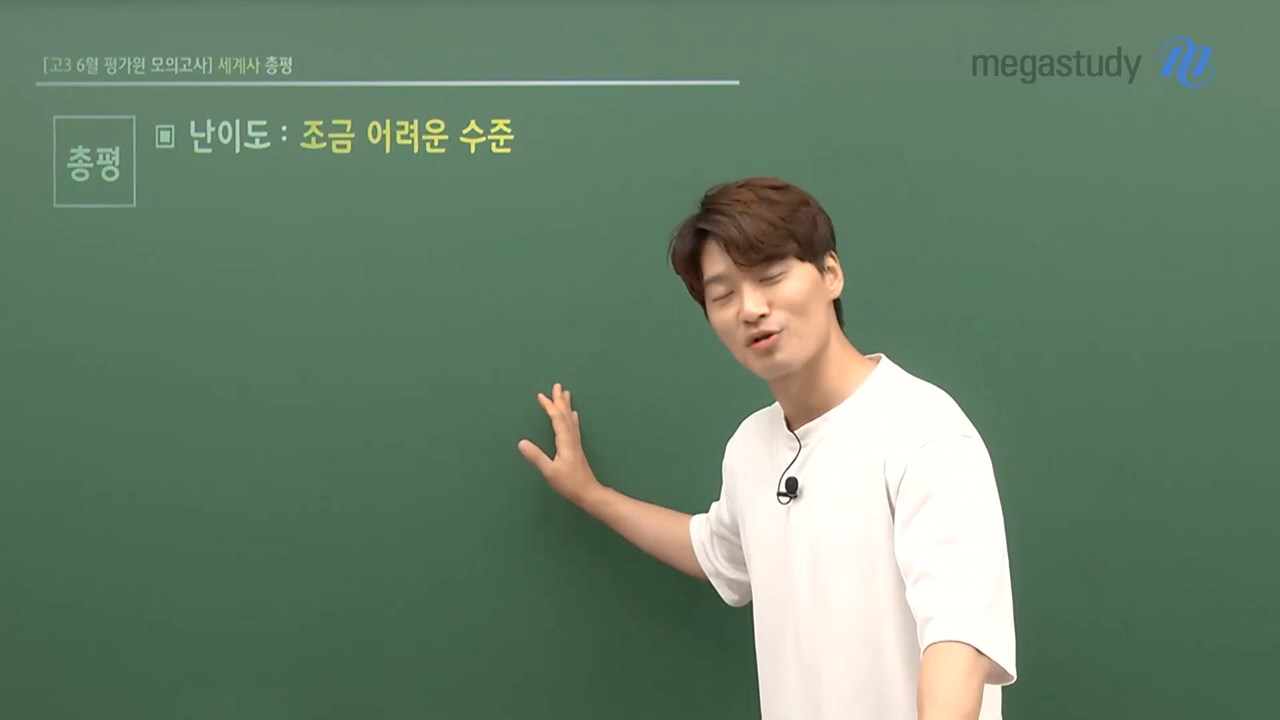 [고3 6월 평가원 모의고사] 세계사 총평
megastudy
총평
▣ 난이도 : 조금 어려운 수준